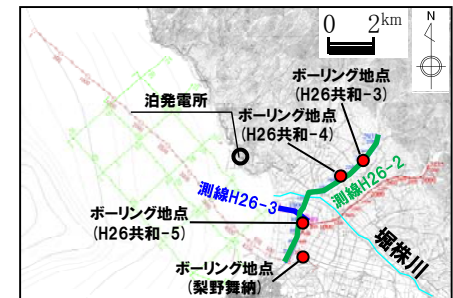 0 2km
N
ボーリング地点
(H26共和-3)
泊発電所
ボーリング地点
(H26共和-4)
測線H26-2
測線H26-3
ボーリング地点
(H26共和-5)
堀株川
ボーリング地点
(梨野舞納)